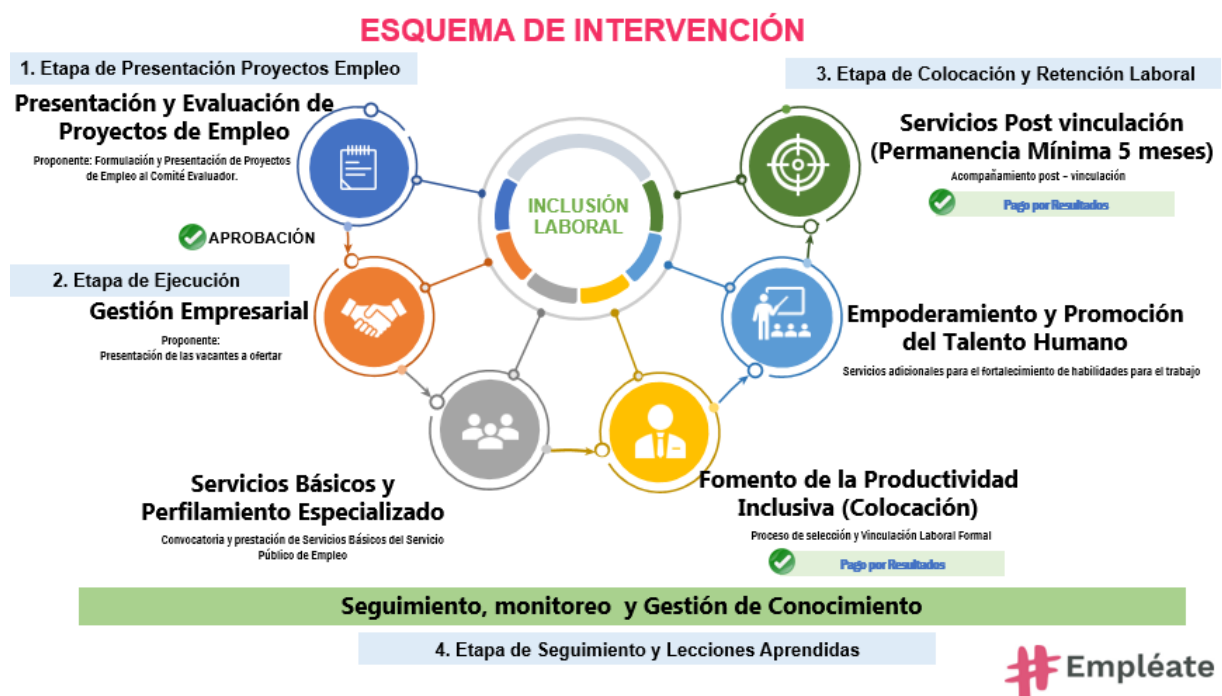 ESQUEMA DE INTERVENCIÓN
1. Etapa de Presentación Proyectos Empleo
Presentación y Evaluación de
Proyectos de Empleo
Proponente: Formulación y Presentación de Proyectos
de Empleo al Comité Evaluador.
APROBACIÓN
2. Etapa de Ejecución
Gestión Empresarial
Proponente:
Presentación de las vacantes a ofertar
Servicios Básicos y
Perfilamiento Especializado
Convocatoria y prestación de Servicios Básicos del Servicio
Público de Empleo
INCLUSIÓN
LABORAL
3. Etapa de Colocación y Retención Laboral
Servicios Post vinculación
(Permanencia Mínima 5 meses)
Acompañamiento post – vinculación
Pago por Resultados
Empoderamiento y Promoción
del Talento Humano
Servicios adicionales para el fortalecimiento de habilidades para el trabajo
Fomento de la Productividad
Inclusiva (Colocación)
Proceso de selección y Vinculación Laboral Formal
Pago por Resultados
Seguimiento, monitoreo y Gestión de Conocimiento
4. Etapa de Seguimiento y Lecciones Aprendidas
#Empléate